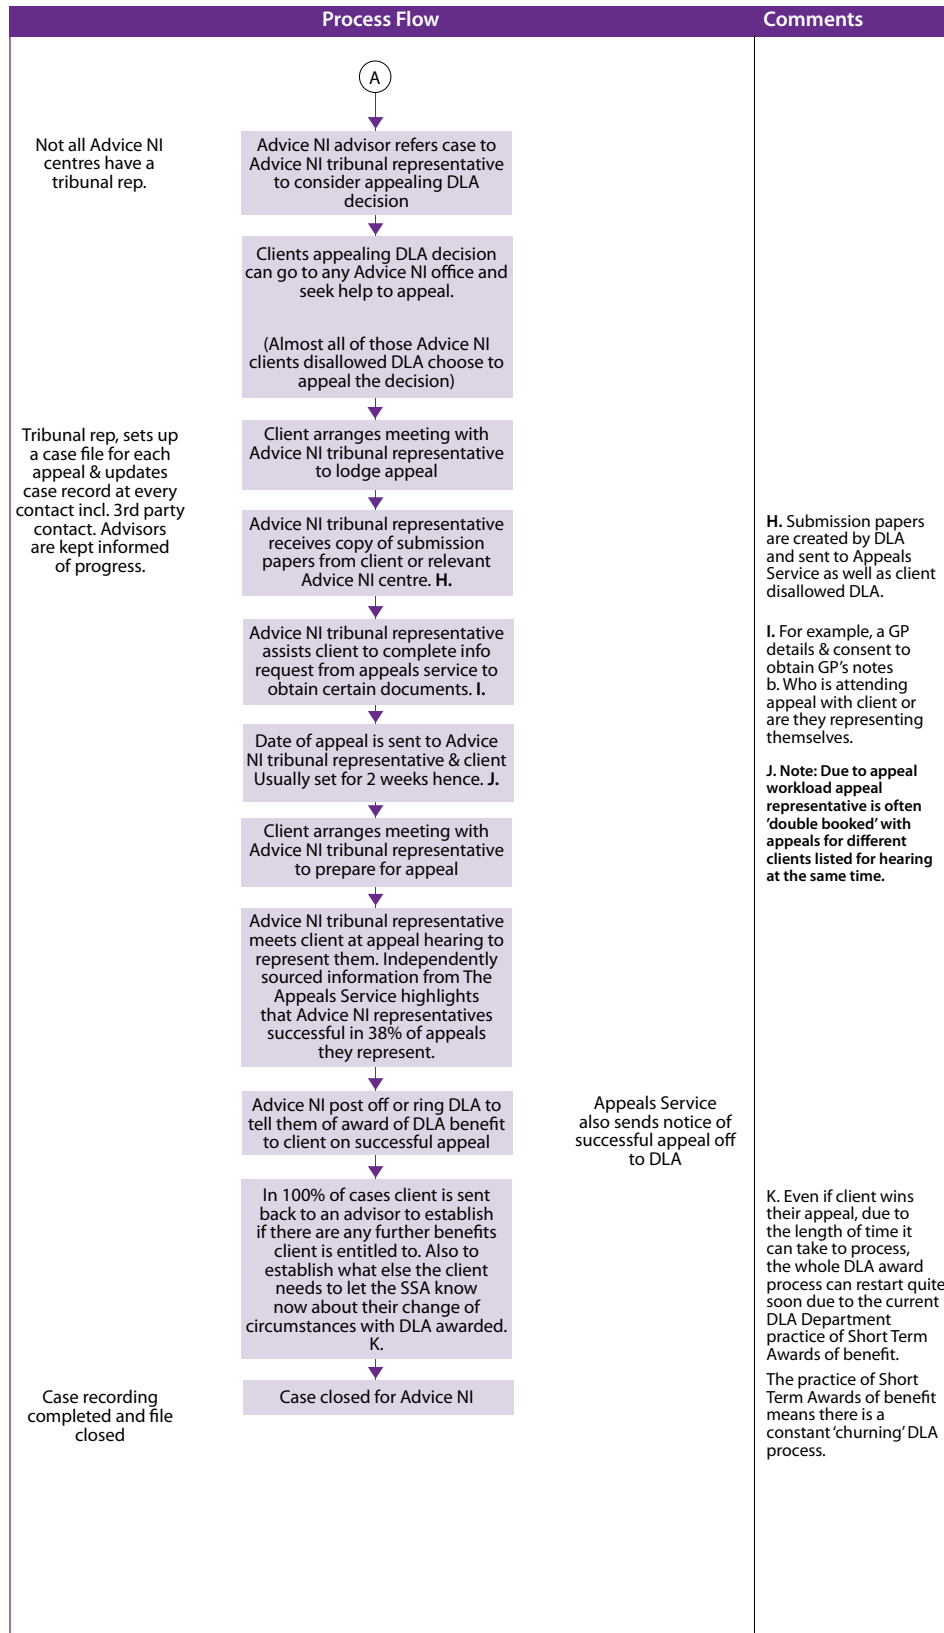 Process Flow
Comments
A
Not all Advice NI
centres have a
tribunal rep.
Advice NI advisor refers case to
Advice NI tribunal representative
to consider appealing DLA
decision
Clients appealing DLA decision
can go to any Advice NI office and
seek help to appeal.
(Almost all of those Advice NI
clients disallowed DLA choose to
appeal the decision)
Tribunal rep, sets up
a case file for each
appeal & updates
case record at every
contact incl. 3rd party
contact. Advisors
are kept informed
of progress.
Client arranges meeting with
Advice NI tribunal representative
to lodge appeal
Advice NI tribunal representative
receives copy of submission
papers from client or relevant
Advice NI centre. H.
H. Submission papers
are created by DLA
and sent to Appeals
Service as well as client
disallowed DLA.
Advice NI tribunal representative
assists client to complete info
request from appeals service to
obtain certain documents. I.
I. For example, a GP
details & consent to
obtain GP's notes
b. Who is attending
appeal with client or
are they representing
themselves.
Date of appeal is sent to Advice
NI tribunal representative & client
Usually set for 2 weeks hence. J.
J. Note: Due to appeal
workload appeal
representative is often
'double booked' with
appeals for different
clients listed for hearing
at the same time.
Client arranges meeting with
Advice NI tribunal representative
to prepare for appeal
Advice NI tribunal representative
meets client at appeal hearing to
represent them. Independently
sourced information from The
Appeals Service highlights
that Advice NI representatives
successful in 38% of appeals
they represent.
Advice NI post off or ring DLA to
tell them of award of DLA benefit
to client on successful appeal
Appeals Service
also sends notice of
successful appeal off
to DLA
In 100% of cases client is sent
back to an advisor to establish
if there are any further benefits
client is entitled to. Also to
establish what else the client
needs to let the SSA know
now about their change of
circumstances with DLA awarded.
K.
K. Even if client wins
their appeal, due to
the length of time it
can take to process,
the whole DLA award
process can restart quite
soon due to the current
DLA Department
practice of Short Term
Awards of benefit.
The practice of Short
Term Awards of benefit
means there is a
constant 'churning' DLA
process.
Case recording
completed and file
closed
Case closed for Advice NI